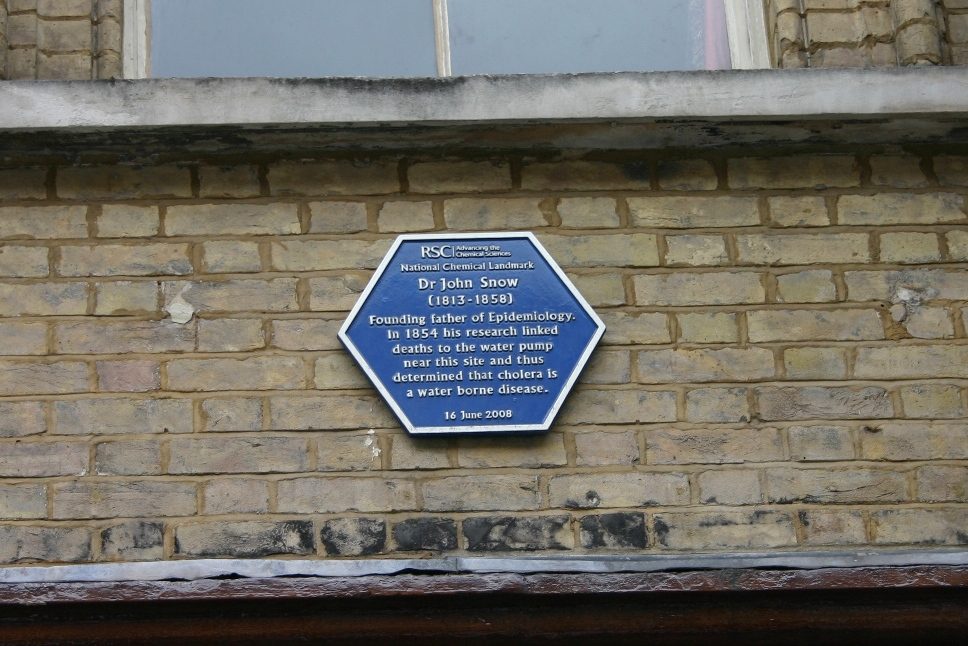 RSC | Advancing the
Chemical Sciences
National Chemical Landmark
Dr John Snow
(1813-1858)
Founding father of Epidemiology.
In 1854 his research linked
deaths to the water pump
near this site and thus
determined that cholera is
a water borne disease.
16 June 2008